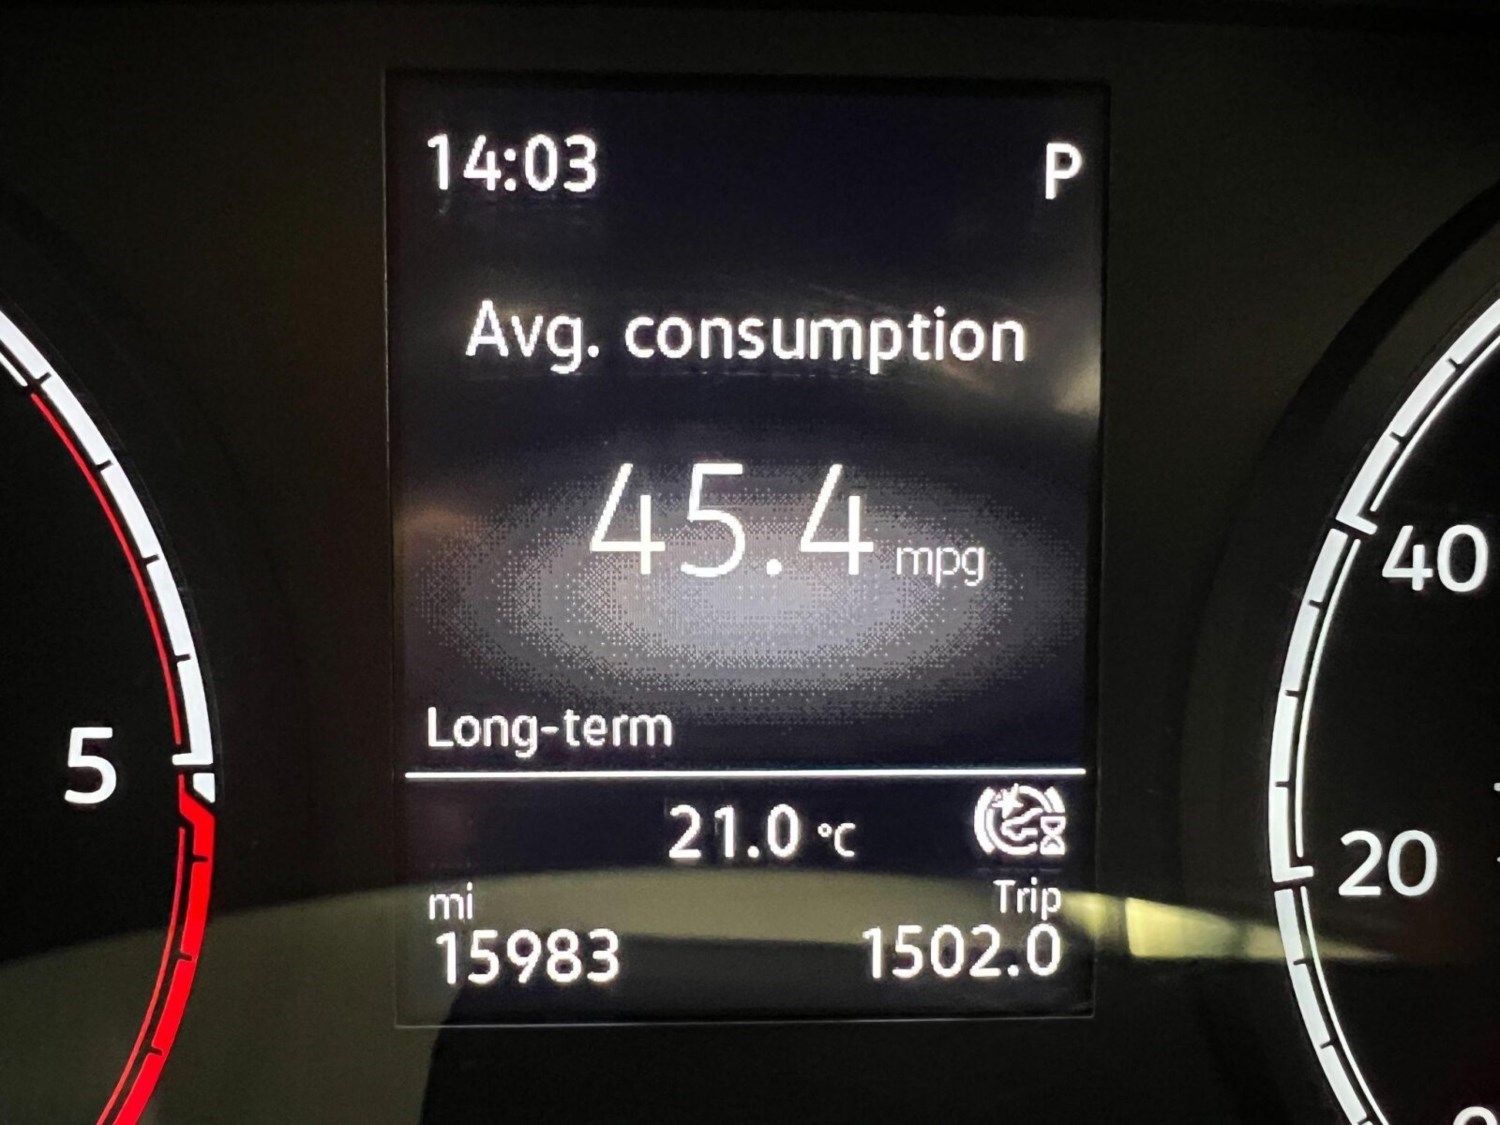 14:03 P
Avg. consumption
45.4 mpg
Long-term
21.0 °C
mi Trip
15983 1502.0
5
40
20
0